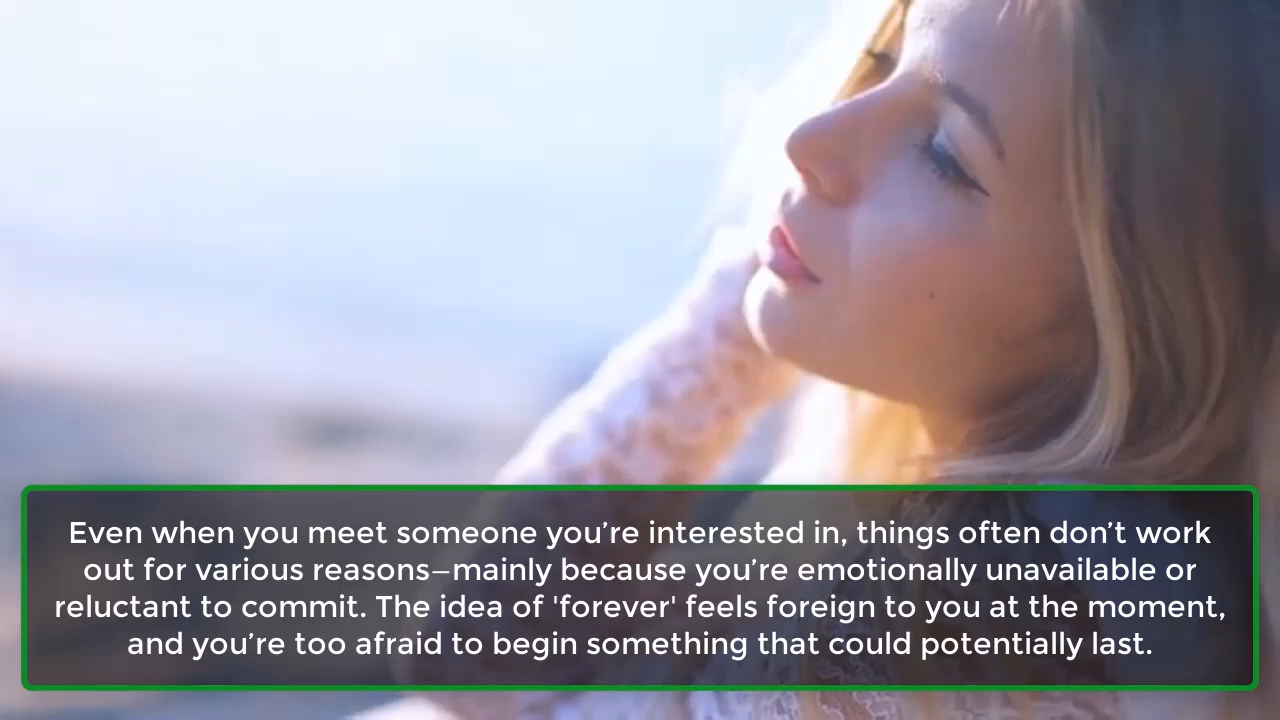 Even when you meet someone you’re interested in, things often don’t work
out for various reasons—mainly because you’re emotionally unavailable or
reluctant to commit. The idea of 'forever' feels foreign to you at the moment,
and you’re too afraid to begin something that could potentially last.